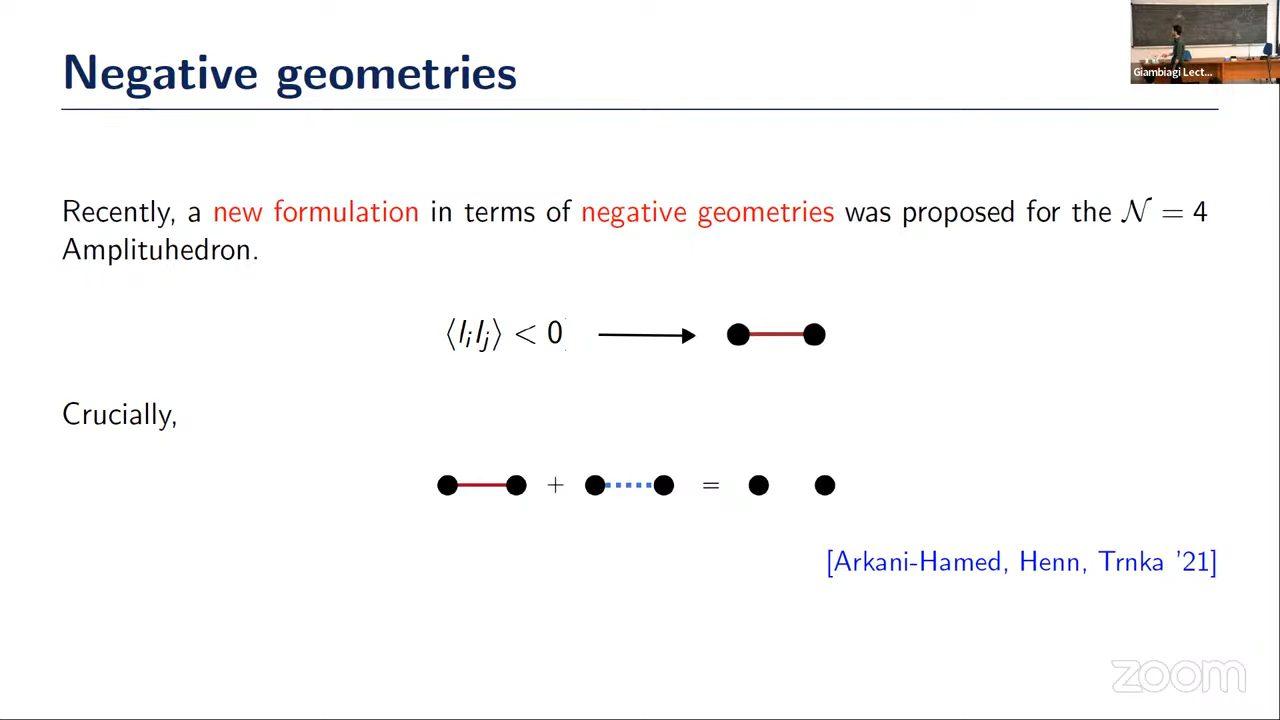 Negative geometries
Giambiagi Lect...
Recently, a new formulation in terms of negative geometries was proposed for the 𝒩 = 4
Amplituhedron.
⟨l_i l_j⟩ < 0
Crucially,
+ =
[Arkani-Hamed, Henn, Trnka '21]
zoom